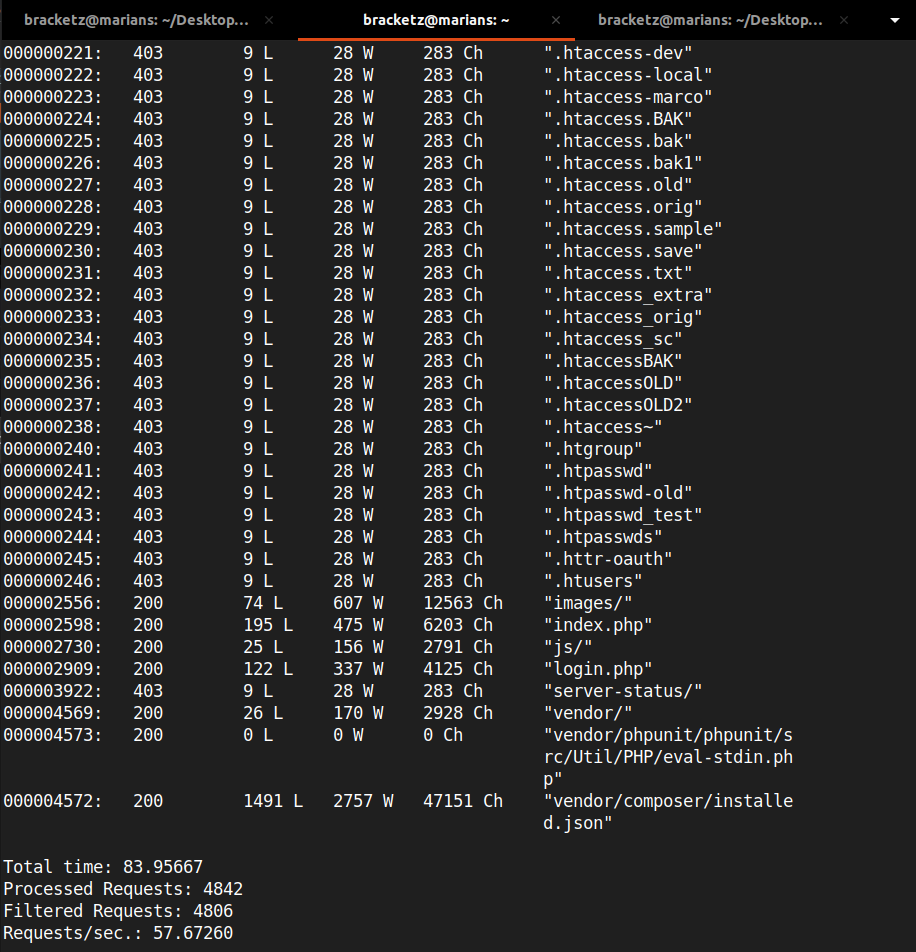 bracketz@marians: ~/Desktop... × bracketz@marians: ~ × bracketz@marians: ~/Desktop... ×
000000221: 403 9 L 28 W 283 Ch ".htaccess-dev"
000000222: 403 9 L 28 W 283 Ch ".htaccess-local"
000000223: 403 9 L 28 W 283 Ch ".htaccess-marco"
000000224: 403 9 L 28 W 283 Ch ".htaccess.BAK"
000000225: 403 9 L 28 W 283 Ch ".htaccess.bak"
000000226: 403 9 L 28 W 283 Ch ".htaccess.bak1"
000000227: 403 9 L 28 W 283 Ch ".htaccess.old"
000000228: 403 9 L 28 W 283 Ch ".htaccess.orig"
000000229: 403 9 L 28 W 283 Ch ".htaccess.sample"
000000230: 403 9 L 28 W 283 Ch ".htaccess.save"
000000231: 403 9 L 28 W 283 Ch ".htaccess.txt"
000000232: 403 9 L 28 W 283 Ch ".htaccess_extra"
000000233: 403 9 L 28 W 283 Ch ".htaccess_orig"
000000234: 403 9 L 28 W 283 Ch ".htaccess_sc"
000000235: 403 9 L 28 W 283 Ch ".htaccessBAK"
000000236: 403 9 L 28 W 283 Ch ".htaccessOLD"
000000237: 403 9 L 28 W 283 Ch ".htaccessOLD2"
000000238: 403 9 L 28 W 283 Ch ".htaccess~"
000000240: 403 9 L 28 W 283 Ch ".htgroup"
000000241: 403 9 L 28 W 283 Ch ".htpasswd"
000000242: 403 9 L 28 W 283 Ch ".htpasswd-old"
000000243: 403 9 L 28 W 283 Ch ".htpasswd_test"
000000244: 403 9 L 28 W 283 Ch ".htpasswds"
000000245: 403 9 L 28 W 283 Ch ".httr-oauth"
000000246: 403 9 L 28 W 283 Ch ".htusers"
000002556: 200 74 L 607 W 12563 Ch "images/"
000002598: 200 195 L 475 W 6203 Ch "index.php"
000002730: 200 25 L 156 W 2791 Ch "js/"
000002909: 200 122 L 337 W 4125 Ch "login.php"
000003922: 403 9 L 28 W 283 Ch "server-status/"
000004569: 200 26 L 170 W 2928 Ch "vendor/"
000004573: 200 0 L 0 W 0 Ch "vendor/phpunit/phpunit/s
rc/Util/PHP/eval-stdin.ph
p"
000004572: 200 1491 L 2757 W 47151 Ch "vendor/composer/installe
d.json"
Total time: 83.95667
Processed Requests: 4842
Filtered Requests: 4806
Requests/sec.: 57.67260